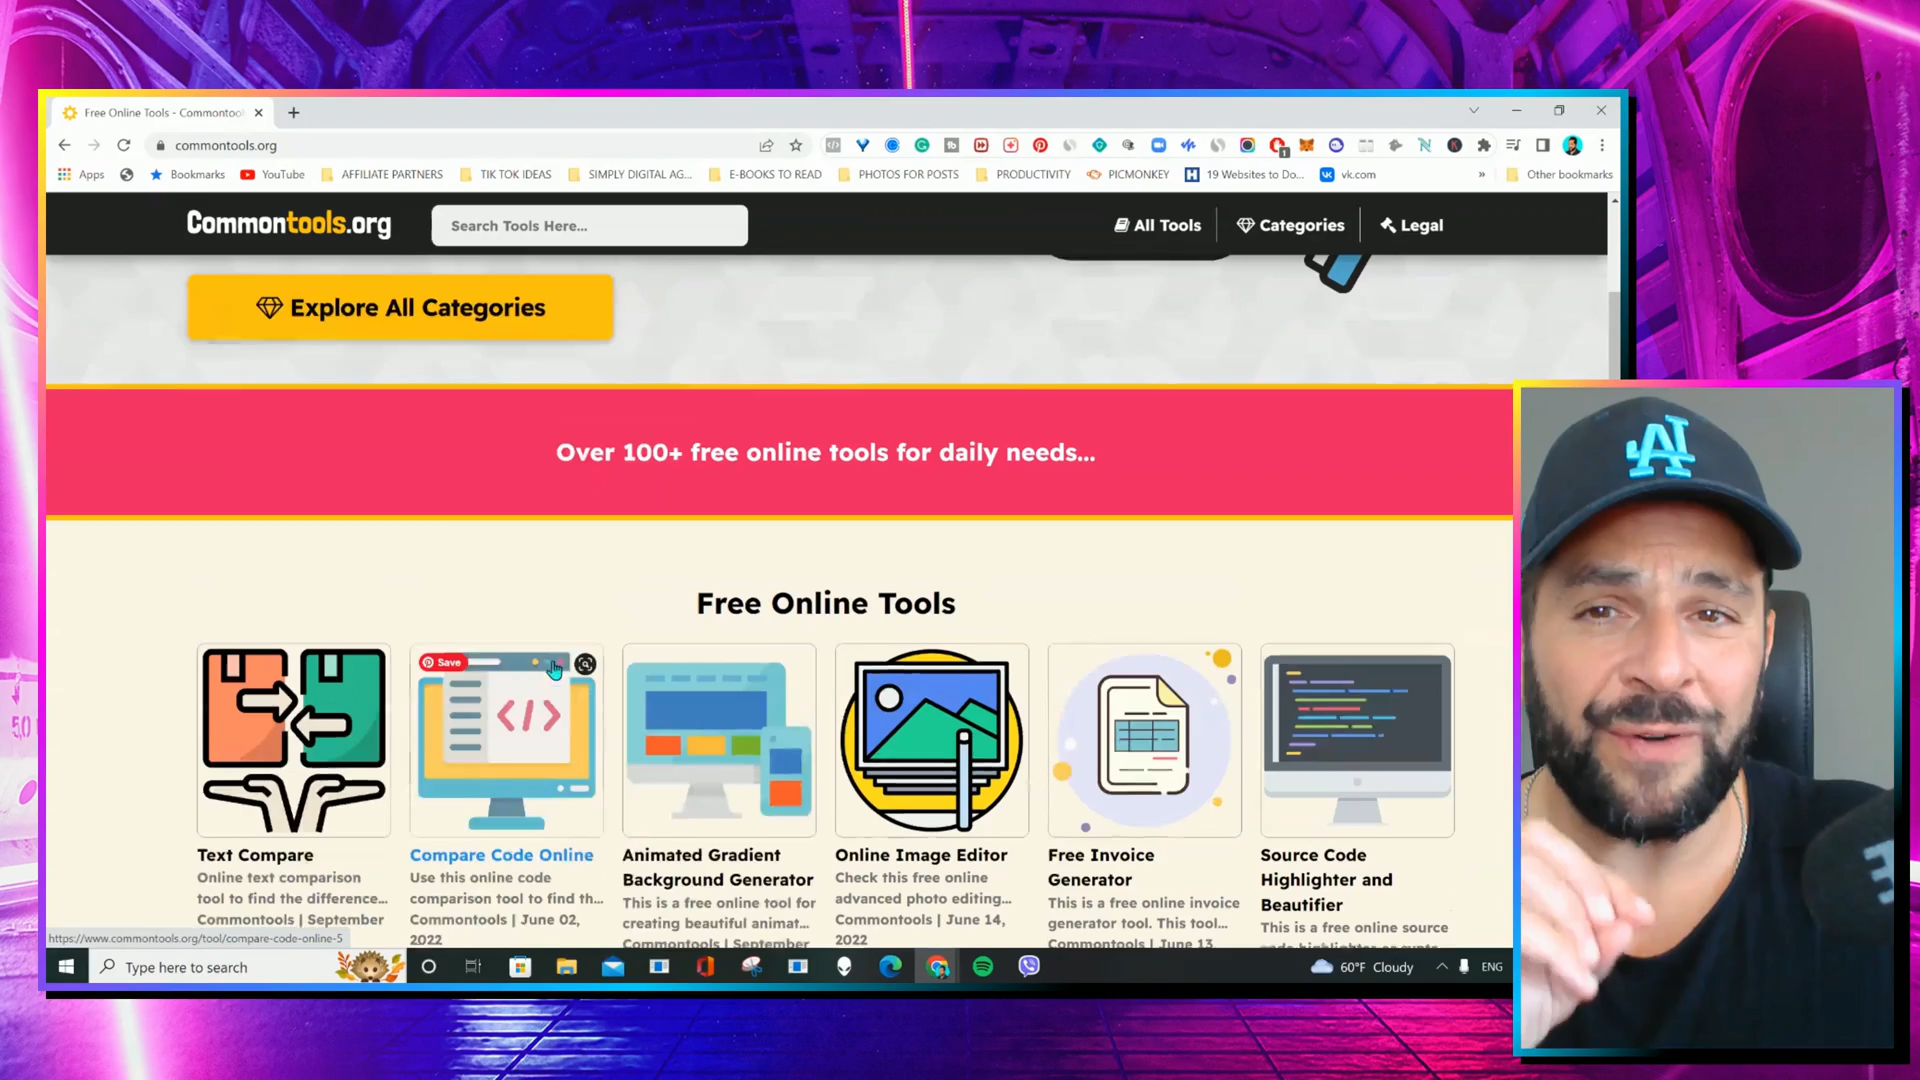 Free Online Tools - Commontool
commontools.org
1
Apps
Bookmarks
YouTube
AFFILIATE PARTNERS
TIK TOK IDEAS
SIMPLY DIGITAL AG...
E-BOOKS TO READ
PHOTOS FOR POSTS
PRODUCTIVITY
PICMONKEY
19 Websites to Do...
vk.com
»
Other bookmarks
Commontools.org
Search Tools Here...
All Tools
Categories
Legal
Explore All Categories
Over 100+ free online tools for daily needs...
Free Online Tools
Save
</>
Text Compare
Online text comparison
tool to find the difference...
Commontools | September
Compare Code Online
Use this online code
comparison tool to find th...
Commontools | June 02,
2022
Animated Gradient
Background Generator
This is a free online tool for
creating beautiful animat...
Commontools | September
Online Image Editor
Check this free online
advanced photo editing...
Commontools | June 14,
2022
Free Invoice
Generator
This is a free online invoice
generator tool. This tool...
Commontools | June 13
Source Code
Highlighter and
Beautifier
This is a free online source
https://www.commontools.org/tool/compare-code-online-5
Type here to search
60°F Cloudy
ENG
LA